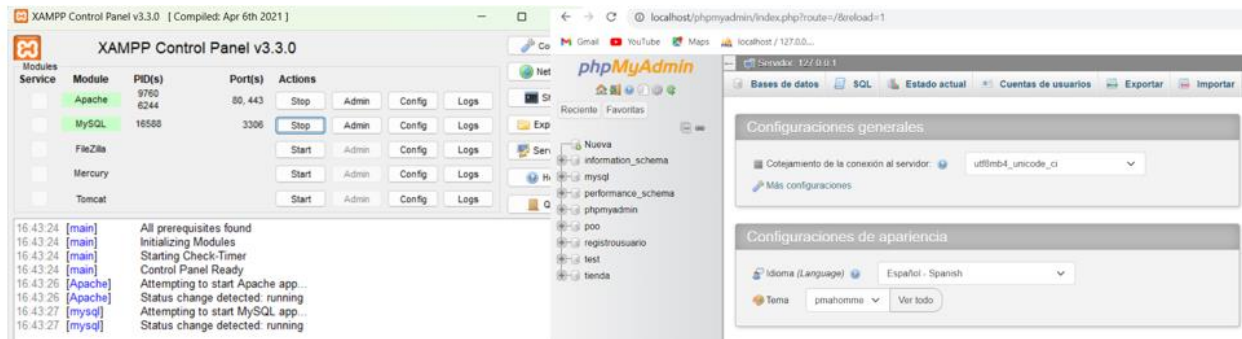 XAMPP Control Panel v3.3.0 [ Compiled: Apr 6th 2021 ]
XAMPP Control Panel v3.3.0
Modules
Service Module PID(s) Port(s) Actions
Apache 9760 6244 80, 443 Stop Admin Config Logs
MySQL 16588 3306 Stop Admin Config Logs
FileZilla Start Admin Config Logs
Mercury Start Admin Config Logs
Tomcat Start Admin Config Logs
Co
Net
Exp
Serv
16:43:24 [main] All prerequisites found
16:43:24 [main] Initializing Modules
16:43:24 [main] Starting Check-Timer
16:43:24 [main] Control Panel Ready
16:43:26 [Apache] Attempting to start Apache app...
16:43:26 [Apache] Status change detected: running
16:43:27 [mysql] Attempting to start MySQL app...
16:43:27 [mysql] Status change detected: running
localhost/phpmyadmin/index.php?route=/&reload=1
Gmail YouTube Maps localhost / 127.0.0....
phpMyAdmin
Reciente Favoritas
Nueva
information_schema
mysql
performance_schema
phpmyadmin
poo
registrousuario
test
tienda
Servidor: 127.0.0.1
Bases de datos SQL Estado actual Cuentas de usuarios Exportar Importar
Configuraciones generales
Cotejamiento de la conexión al servidor: utf8mb4_unicode_ci
Más configuraciones
Configuraciones de apariencia
Idioma (Language) Español - Spanish
Tema pmahomme Ver todo